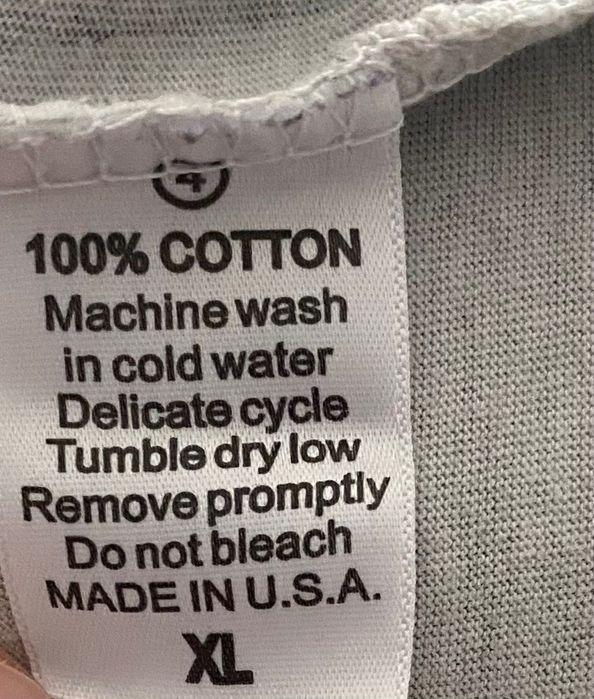 4
100% COTTON
Machine wash
in cold water
Delicate cycle
Tumble dry low
Remove promptly
Do not bleach
MADE IN U.S.A.
XL